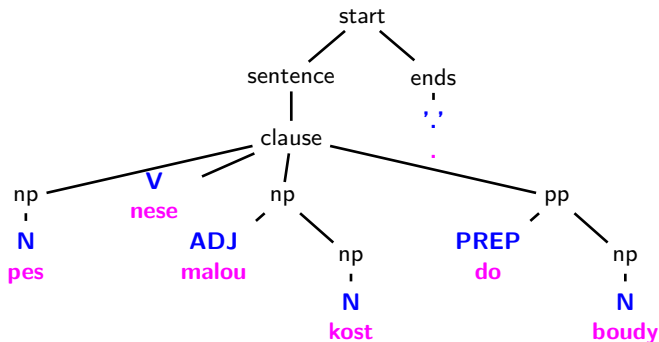 start
sentence ends
'.'
clause .
np V np pp
nese
N ADJ np PREP np
pes malou do
N N
kost boudy